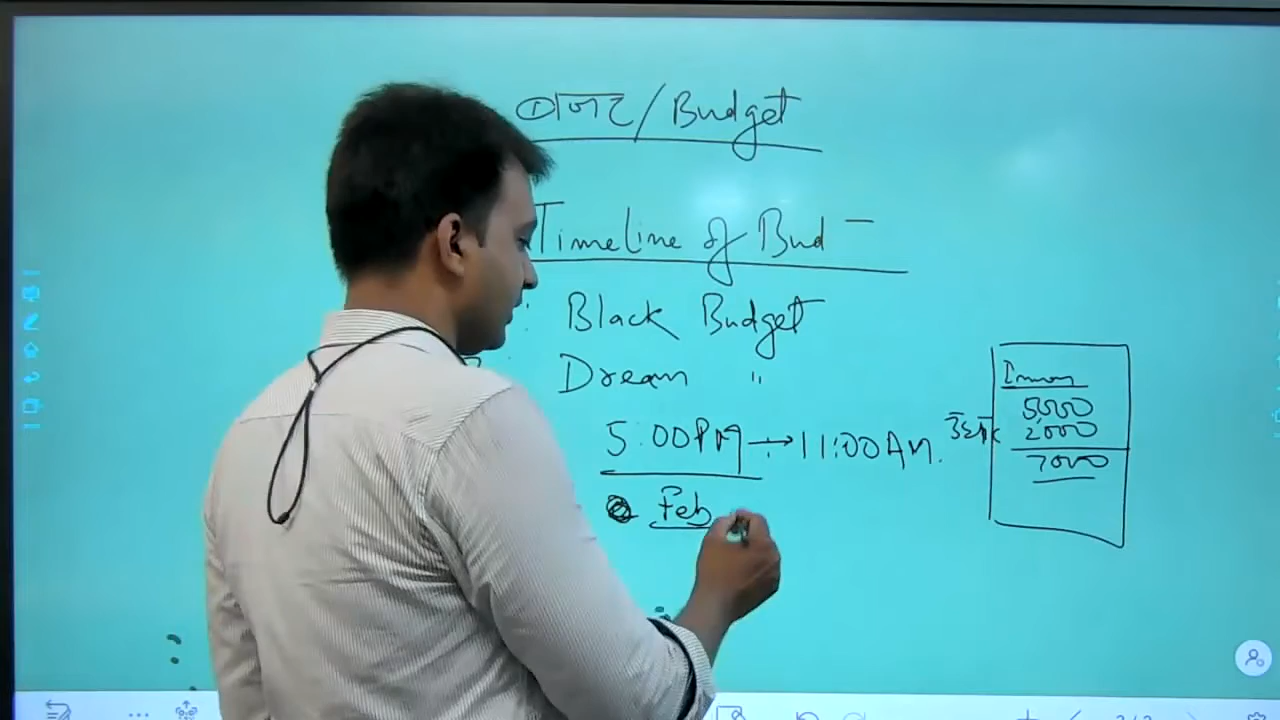 बजट / Budget
Timeline of Bud –
Black Budget
Dream "
5:00PM → 11:00AM.
Feb
5000
2000
7000